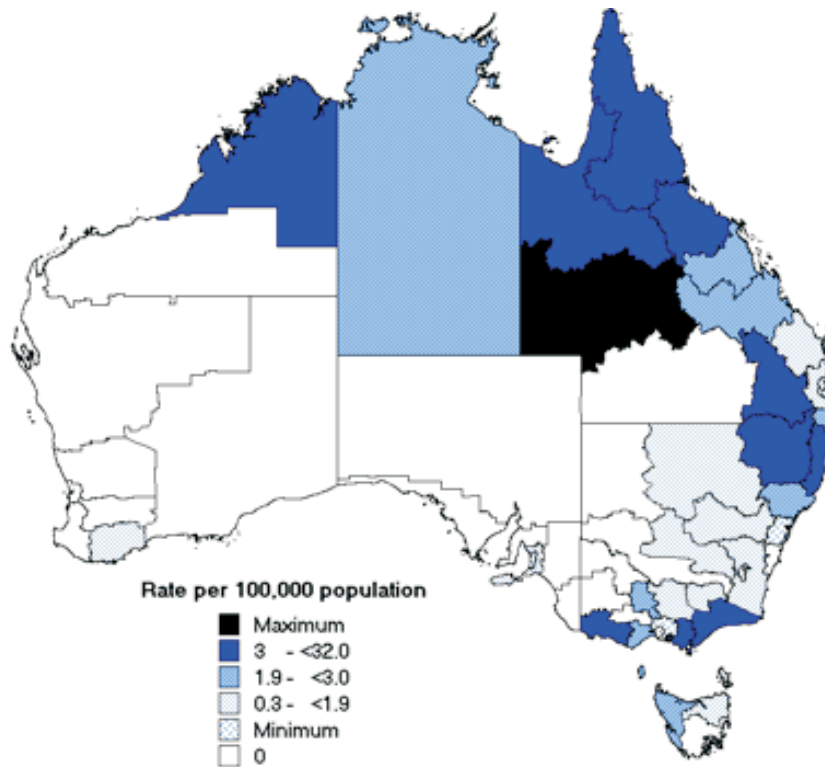 Rate per 100,000 population
Maximum
3 - <32.0
1.9 - <3.0
0.3 - <1.9
Minimum
0